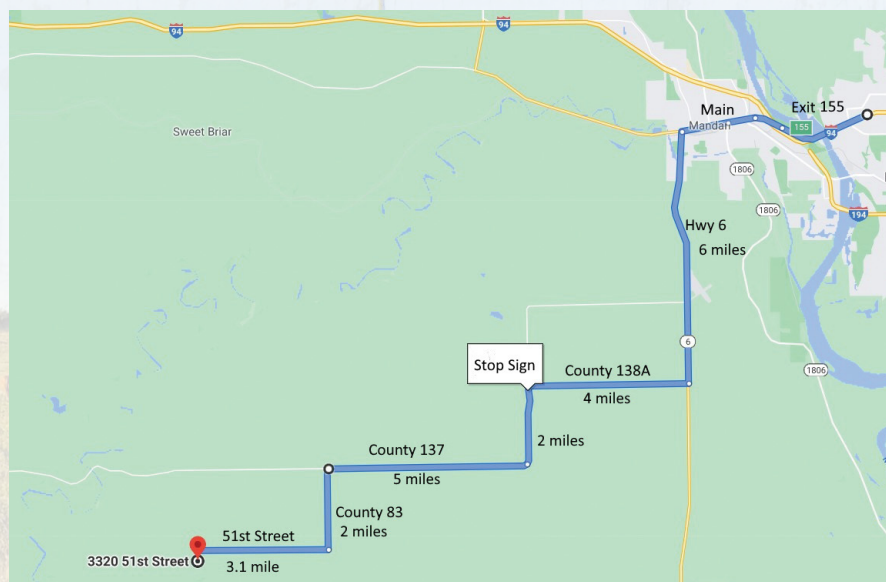 94
94
Exit 155
Main
155
94
Sweet Briar
Mandan
1806
1806
194
Hwy 6
6 miles
6
Stop Sign
County 138A
4 miles
1806
2 miles
County 137
5 miles
County 83
2 miles
51st Street
3320 51st Street
3.1 mile